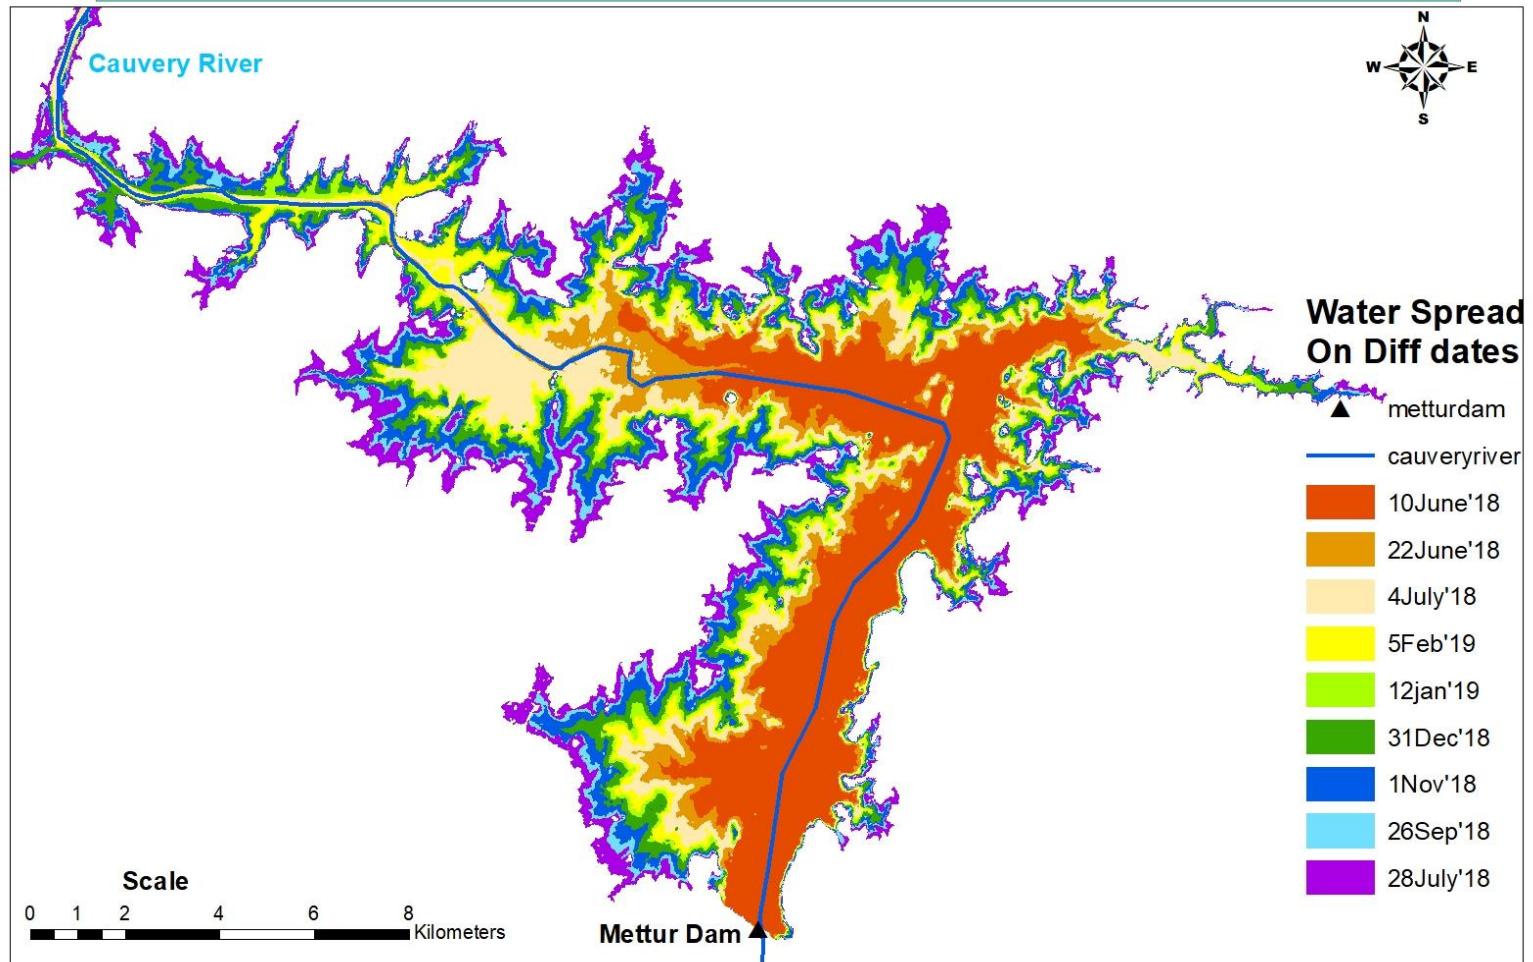 N
W E
S
Cauvery River
Water Spread
On Diff dates
metturdam
cauveryriver
10June'18
22June'18
4July'18
5Feb'19
12jan'19
31Dec'18
1Nov'18
26Sep'18
28July'18
Scale
0 1 2 4 6 8
Kilometers
Mettur Dam